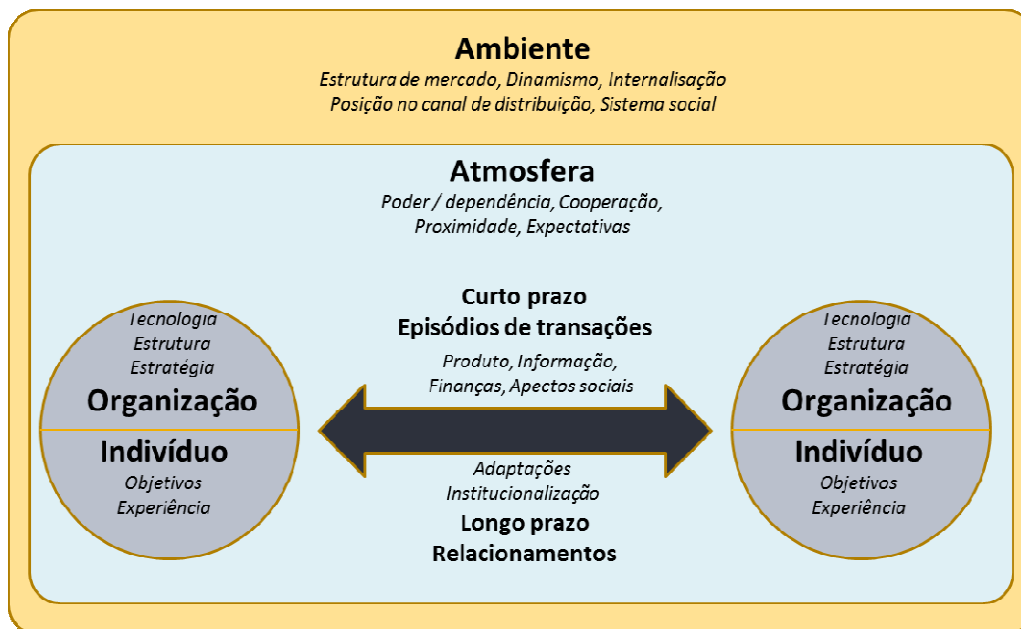 Ambiente
Estrutura de mercado, Dinamismo, Internalisação
Posição no canal de distribuição, Sistema social
Atmosfera
Poder / dependência, Cooperação,
Proximidade, Expectativas
Tecnologia
Estrutura
Estratégia
Organização
Indivíduo
Objetivos
Experiência
Curto prazo
Episódios de transações
Produto, Informação,
Finanças, Apectos sociais
Adaptações
Institucionalização
Longo prazo
Relacionamentos
Tecnologia
Estrutura
Estratégia
Organização
Indivíduo
Objetivos
Experiência